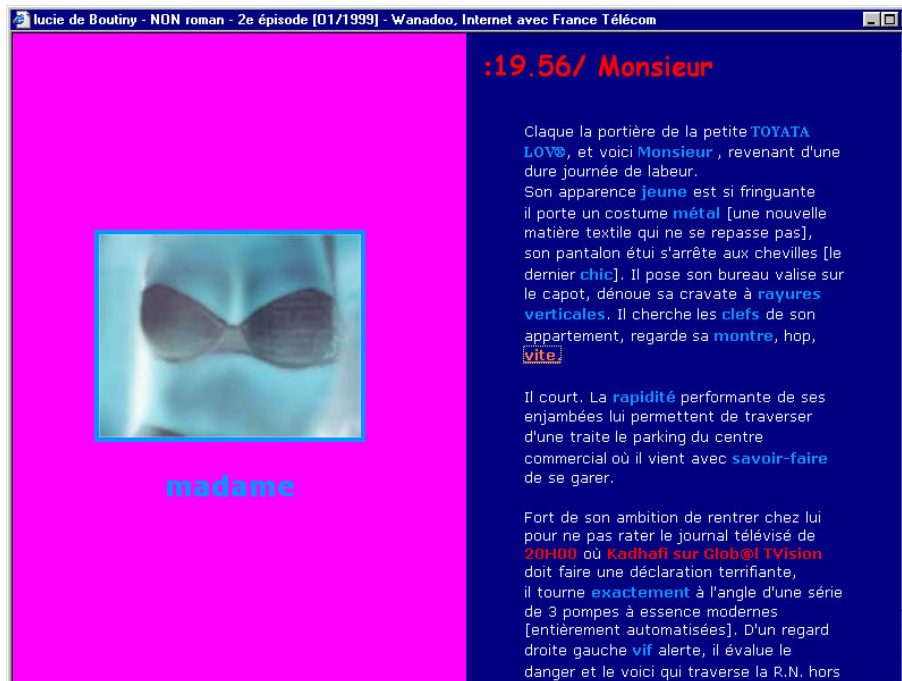 lucie de Boutiny - NON roman - 2e épisode [01/1999] - Wanadoo, Internet avec France Télécom
madame
:19.56/ Monsieur
Claque la portière de la petite TOYATA
LOV®, et voici Monsieur , revenant d'une
dure journée de labeur.
Son apparence jeune est si fringuante
il porte un costume métal [une nouvelle
matière textile qui ne se repasse pas],
son pantalon étui s'arrête aux chevilles [le
dernier chic]. Il pose son bureau valise sur
le capot, dénoue sa cravate à rayures
verticales. Il cherche les clefs de son
appartement, regarde sa montre, hop,
vite.
Il court. La rapidité performante de ses
enjambées lui permettent de traverser
d'une traite le parking du centre
commercial où il vient avec savoir-faire
de se garer.
Fort de son ambition de rentrer chez lui
pour ne pas rater le journal télévisé de
20H00 où Kadhafi sur Glob@l TVision
doit faire une déclaration terrifiante,
il tourne exactement à l'angle d'une série
de 3 pompes à essence modernes
[entièrement automatisées]. D'un regard
droite gauche vif alerte, il évalue le
danger et le voici qui traverse la R.N. hors